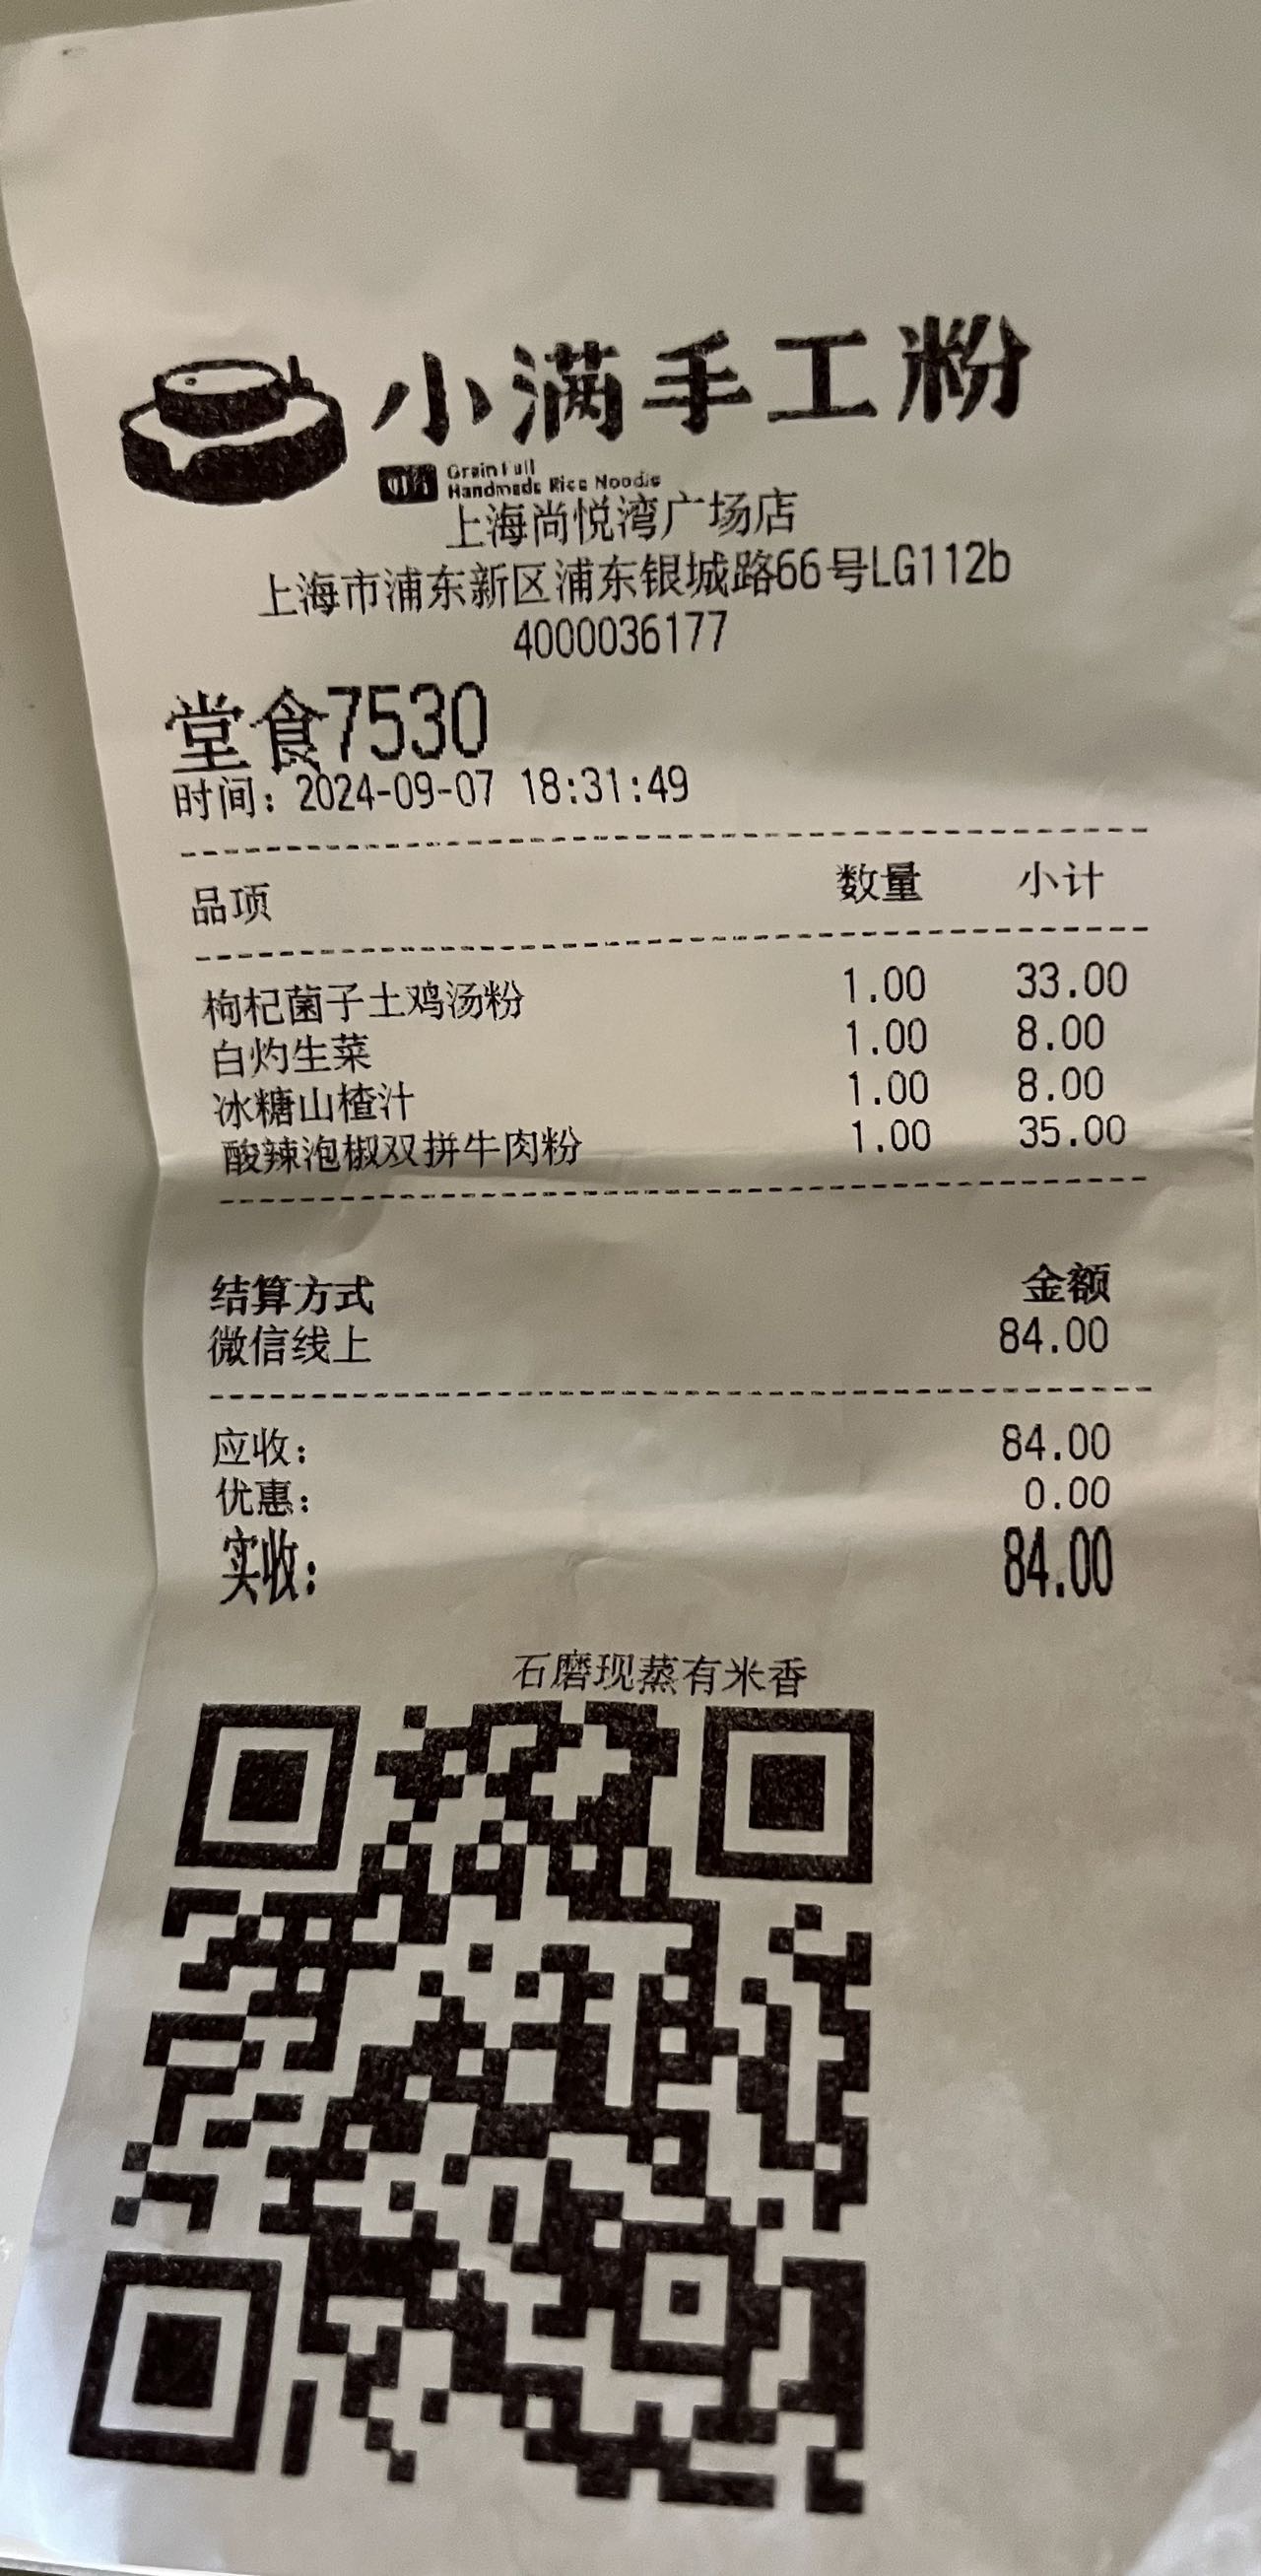 小满手工粉
Grain Full
Handmade Rice Noodle
上海尚悦湾广场店
上海市浦东新区浦东银城路66号LG112b
4000036177
堂食7530
时间：2024-09-07 18:31:49
品项 数量 小计
枸杞菌子土鸡汤粉 1.00 33.00
白灼生菜 1.00 8.00
冰糖山楂汁 1.00 8.00
酸辣泡椒双拼牛肉粉 1.00 35.00
结算方式 金额
微信线上 84.00
应收： 84.00
优惠： 0.00
实收： 84.00
石磨现蒸有米香